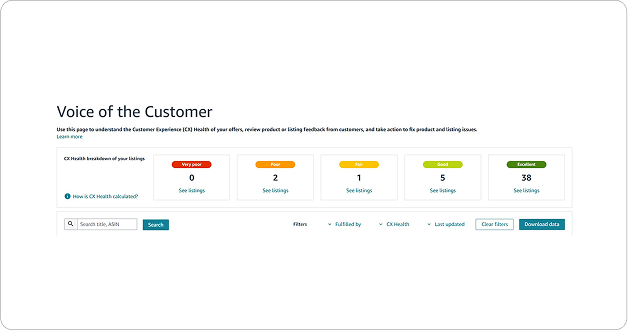 Voice of the Customer
Use this page to understand the Customer Experience (CX) Health of your offers, review product or listing feedback from customers, and take action to fix product and listing issues.
Learn more
CX Health breakdown of your listings
Very poor
Poor
Fair
Good
Excellent
0
2
1
5
38
See listings
See listings
See listings
See listings
See listings
How is CX Health calculated?
Search title, ASIN
Search
Filters
Fulfilled by
CX Health
Last updated
Clear filters
Download data